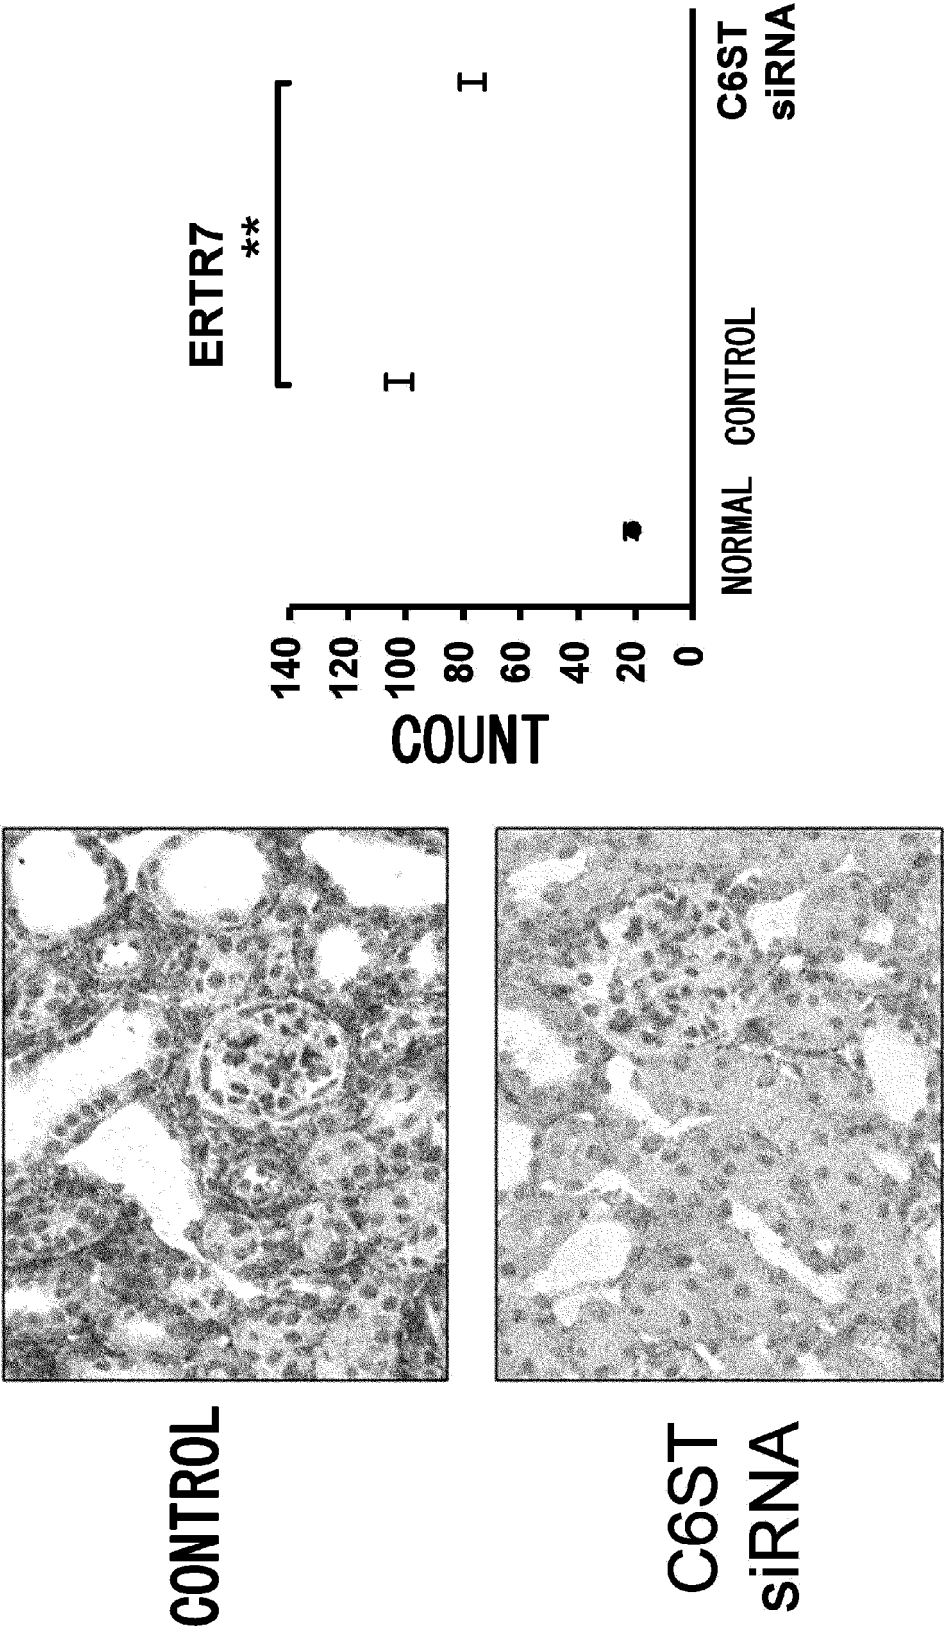 CONTROL
C6ST
siRNA
ERTR7
**
COUNT
140
120
100
80
60
40
20
0
NORMAL CONTROL
C6ST
siRNA